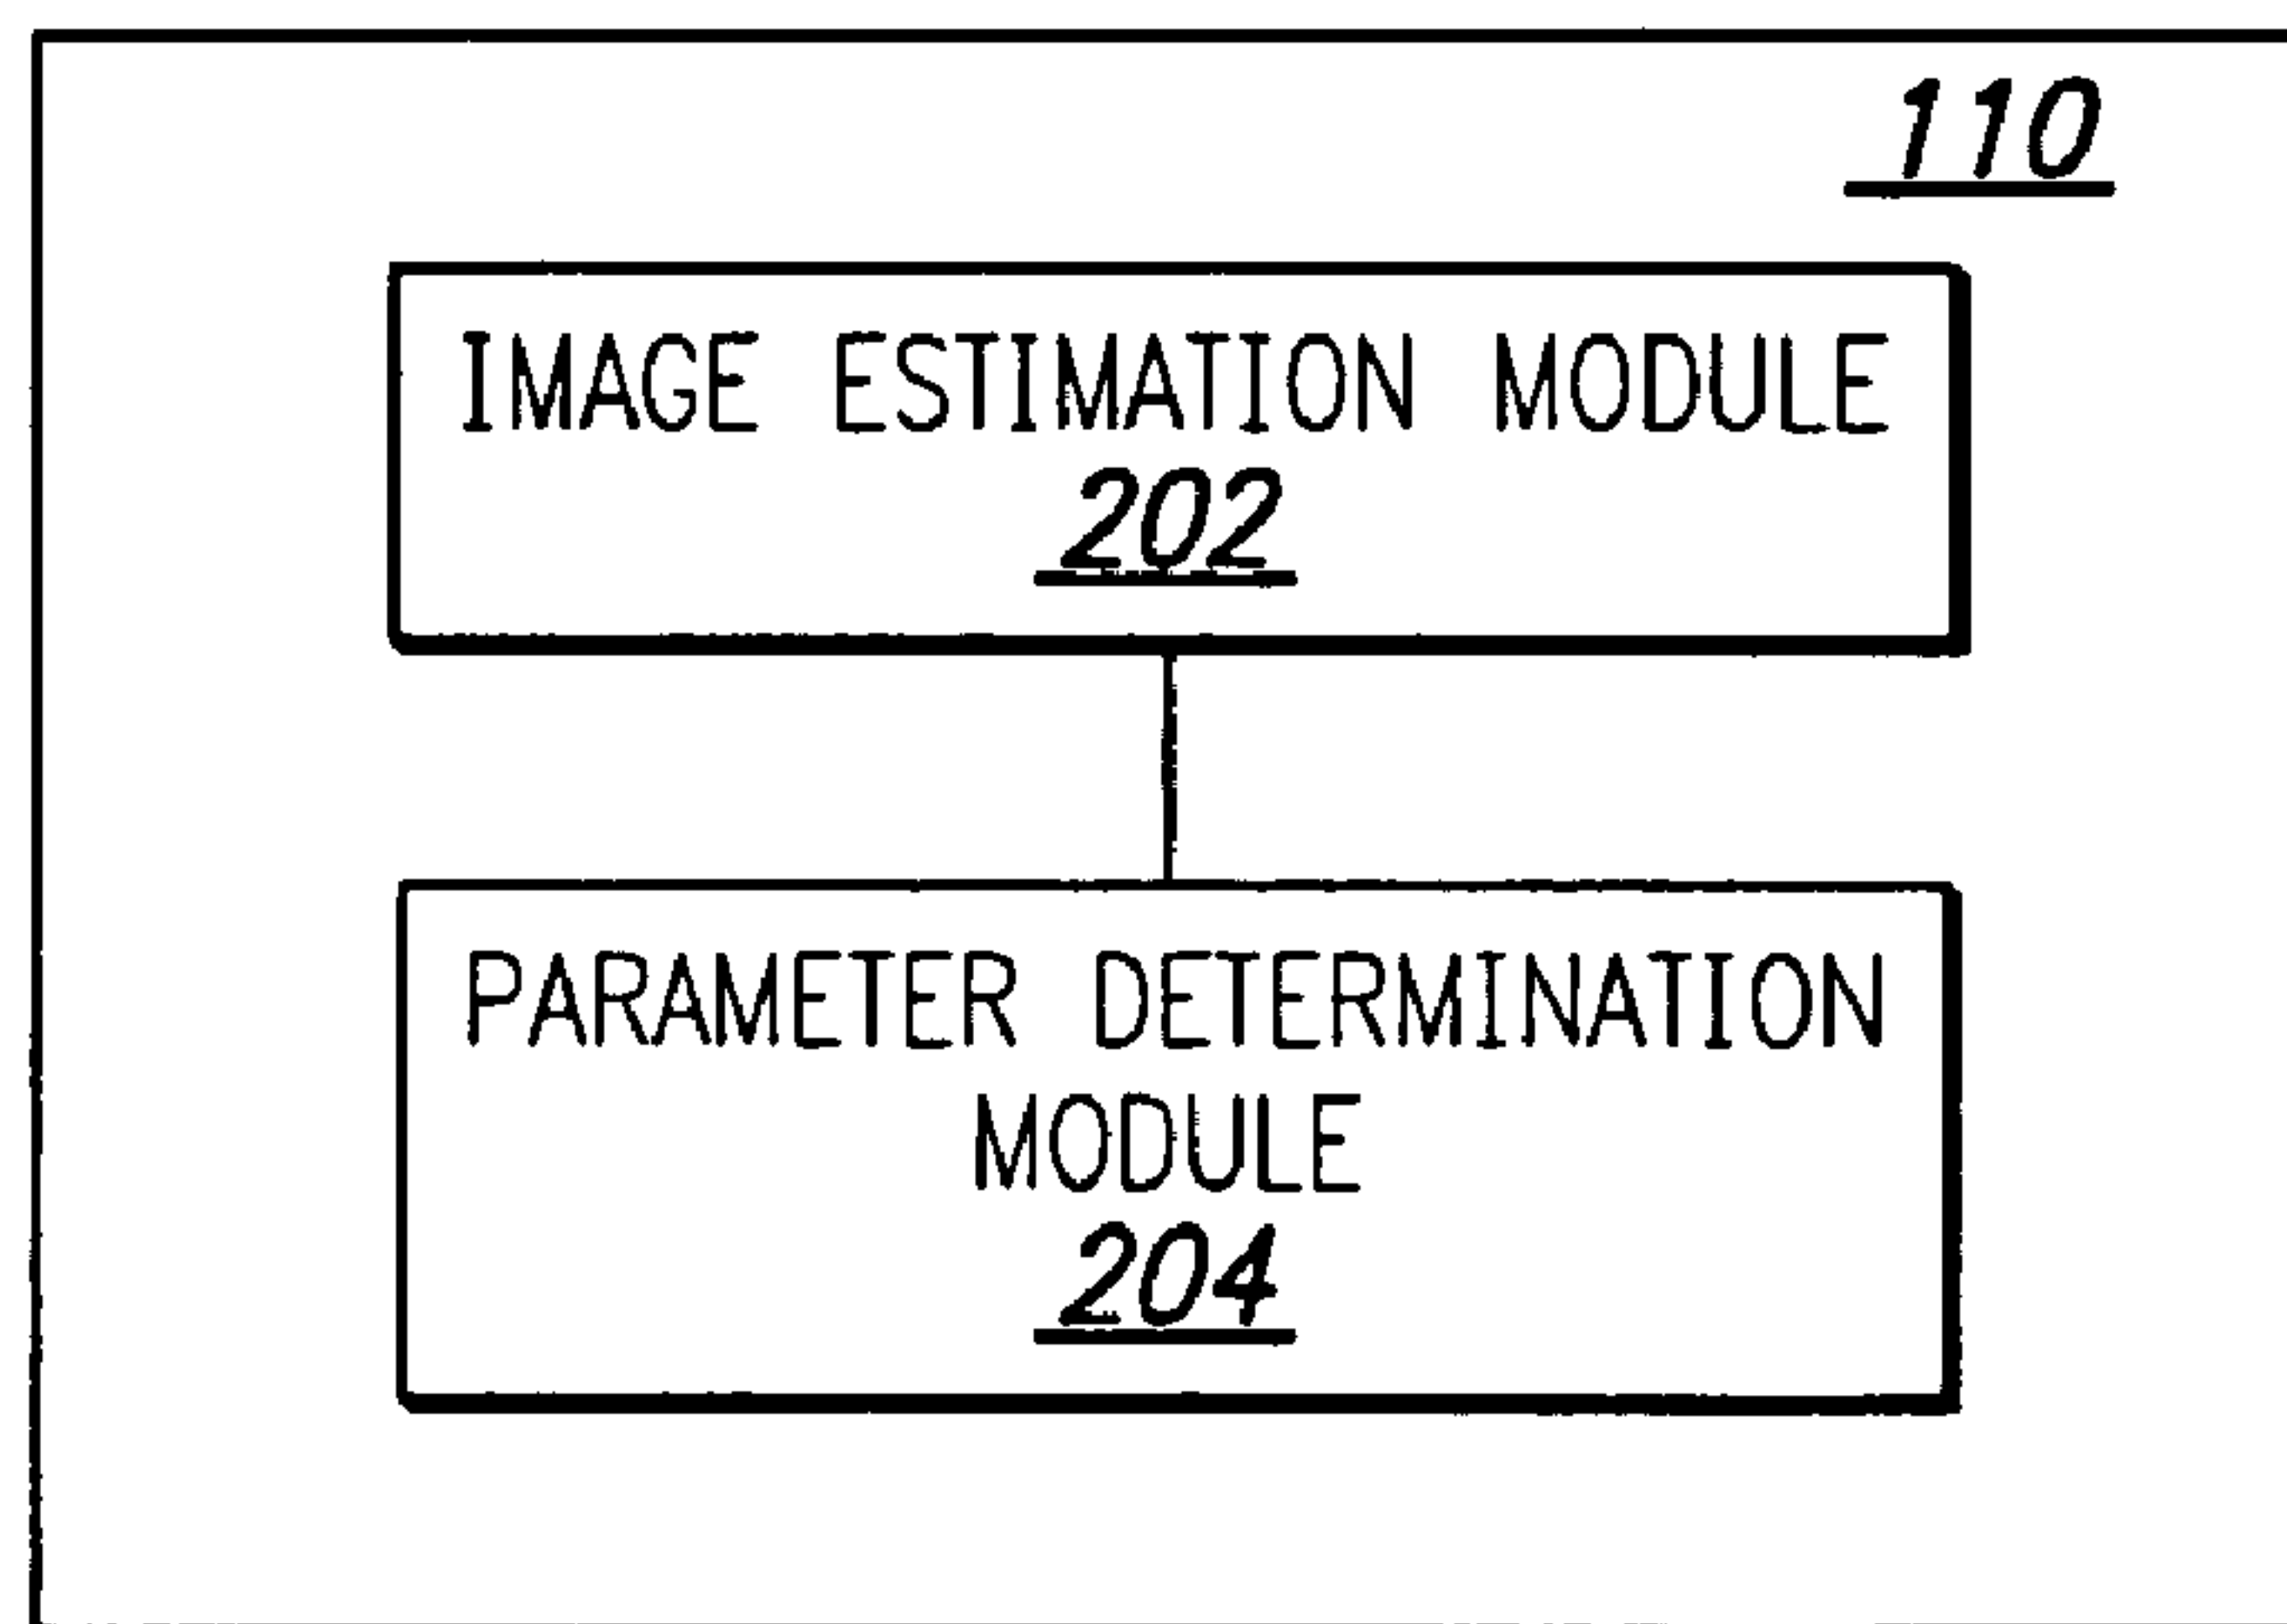 110
IMAGE ESTIMATION MODULE
202
PARAMETER DETERMINATION
MODULE
204